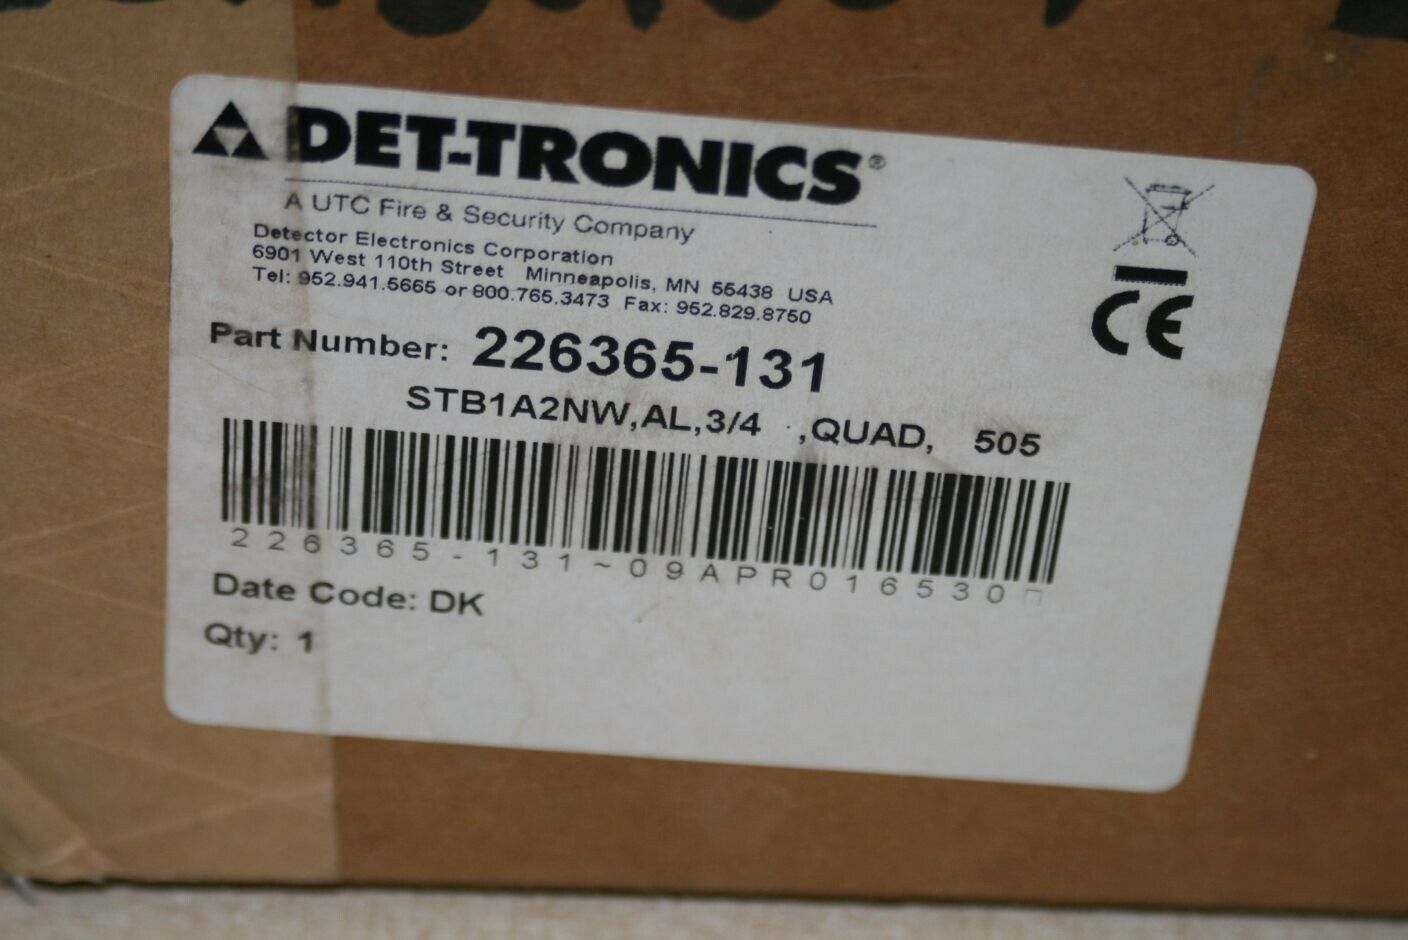 DET-TRONICS®
A UTC Fire & Security Company
Detector Electronics Corporation
6901 West 110th Street Minneapolis, MN 55438 USA
Tel: 952.941.5665 or 800.765.3473 Fax: 952.829.8750
CE
Part Number: 226365-131
STB1A2NW,AL,3/4 ,QUAD, 505
226365-131~09APR016530
Date Code: DK
Qty: 1